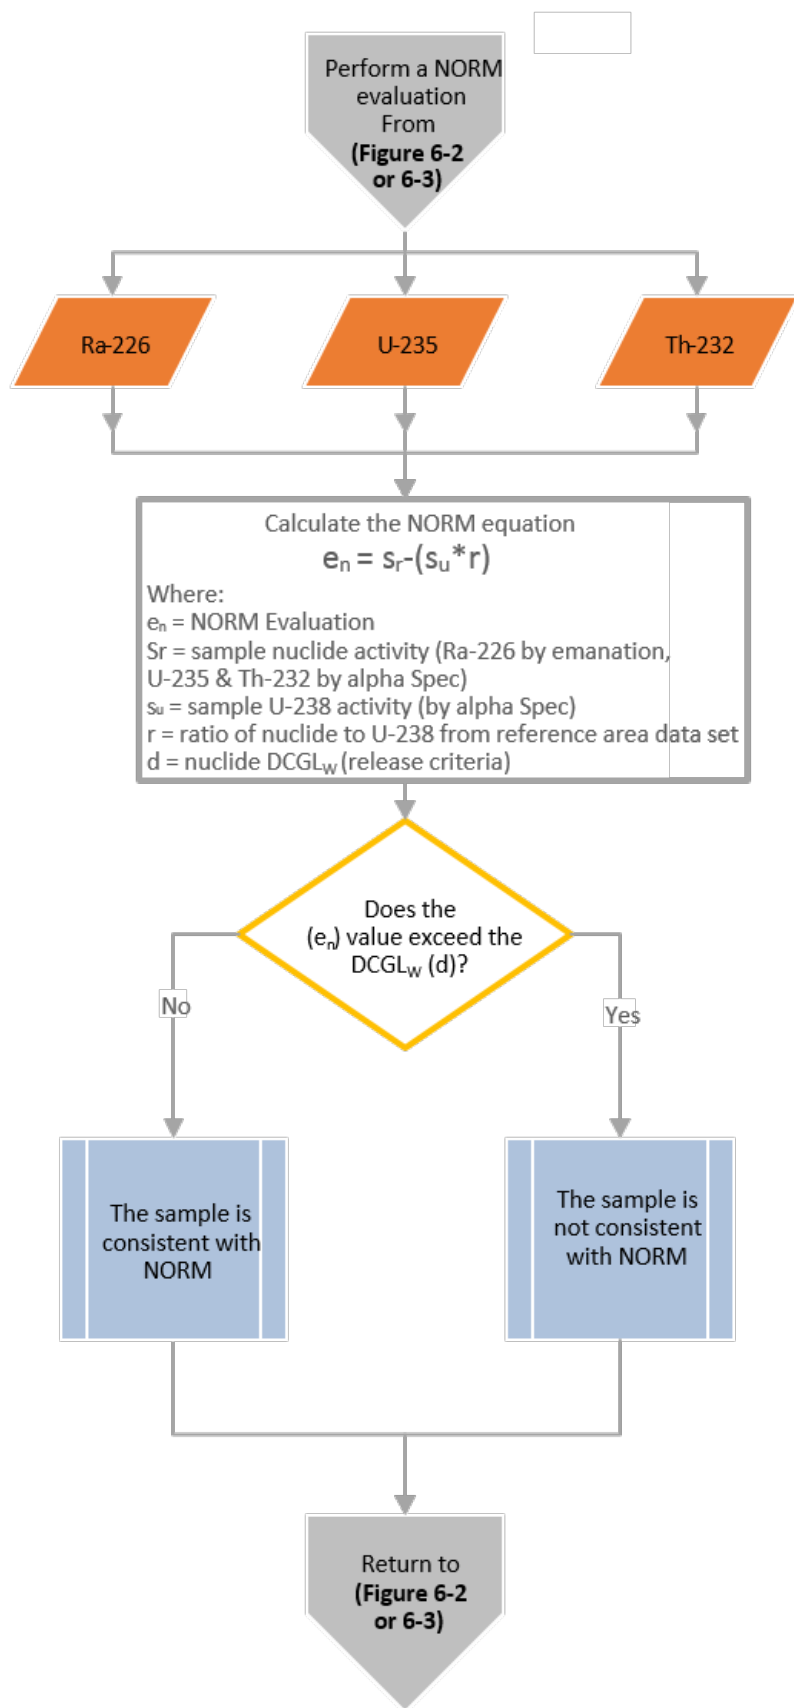 Perform a NORM
evaluation
From
(Figure 6-2
or 6-3)
Ra-226
U-235
Th-232
Calculate the NORM equation
eₙ = sᵣ-(sᵤ*r)
Where:
eₙ = NORM Evaluation
Sr = sample nuclide activity (Ra-226 by emanation,
U-235 & Th-232 by alpha Spec)
sᵤ = sample U-238 activity (by alpha Spec)
r = ratio of nuclide to U-238 from reference area data set
d = nuclide DCGL_W (release criteria)
Does the
(eₙ) value exceed the
DCGL_W (d)?
No
Yes
The sample is
consistent with
NORM
The sample is
not consistent
with NORM
Return to
(Figure 6-2
or 6-3)